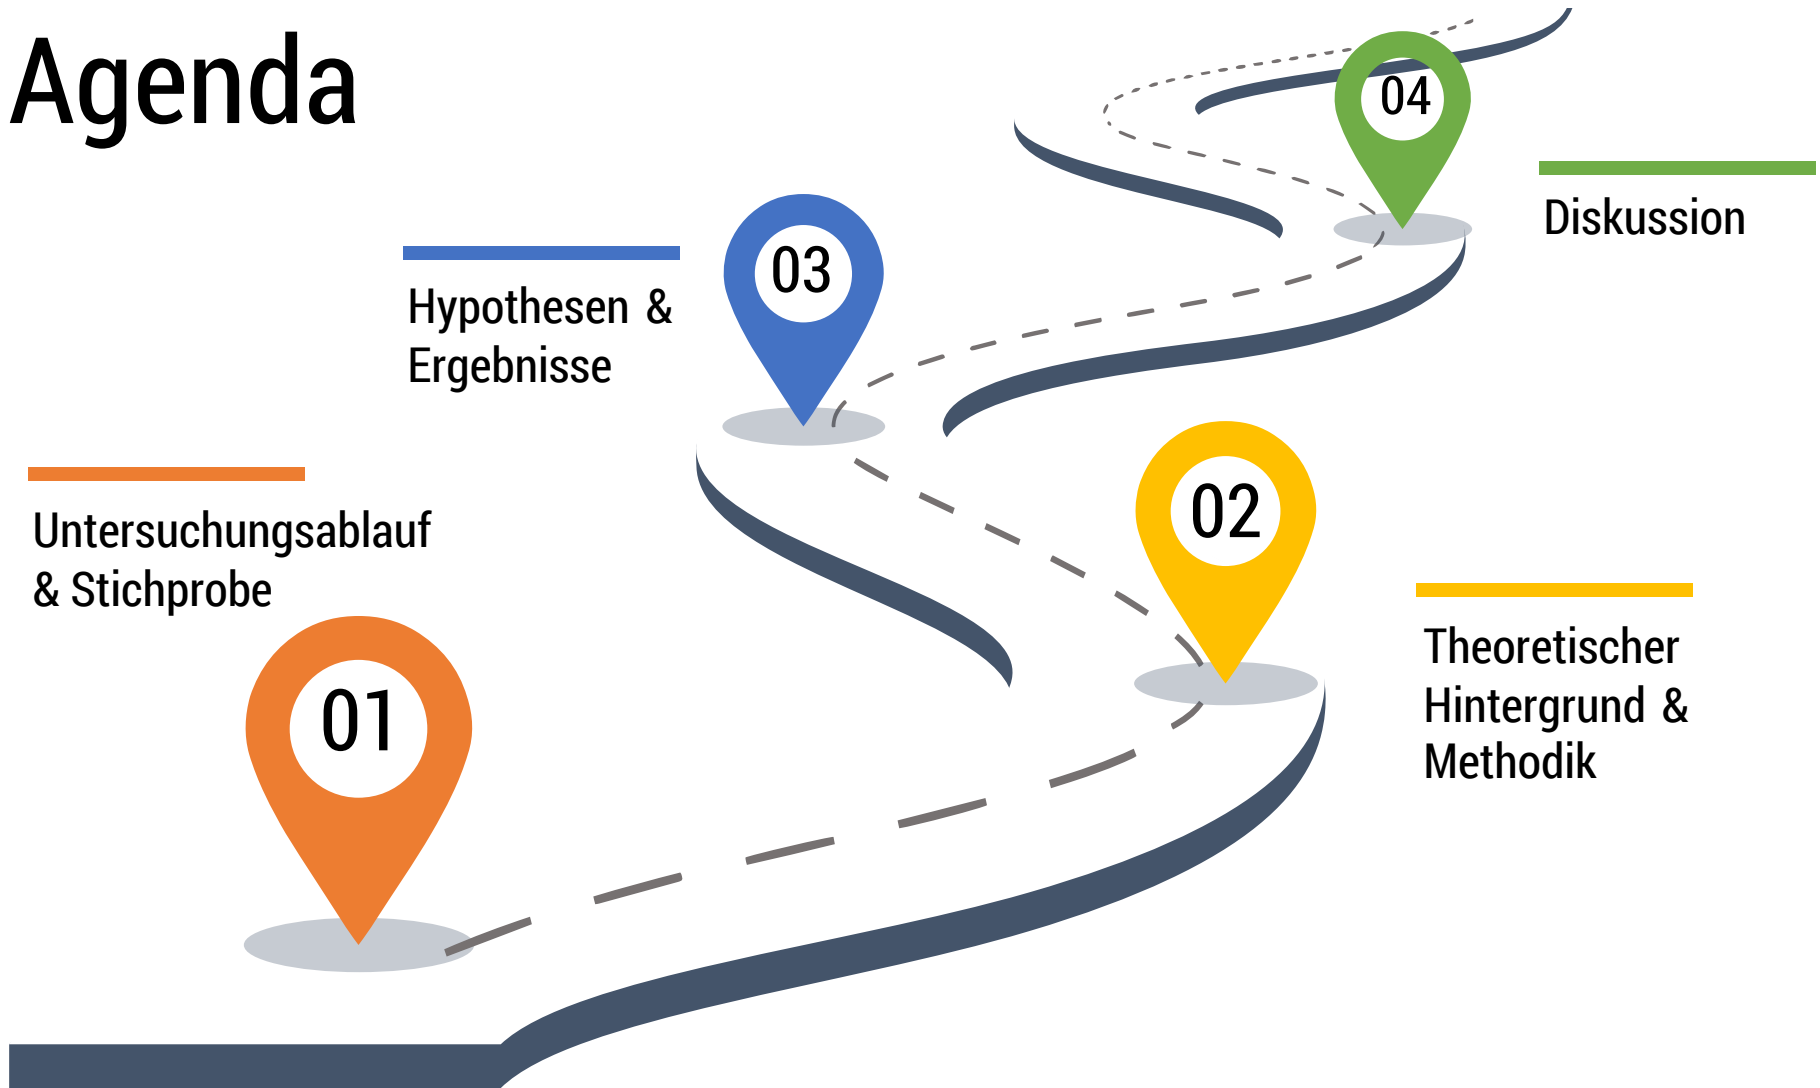 Agenda
01
Untersuchungsablauf
& Stichprobe
02
Theoretischer
Hintergrund &
Methodik
03
Hypothesen &
Ergebnisse
04
Diskussion